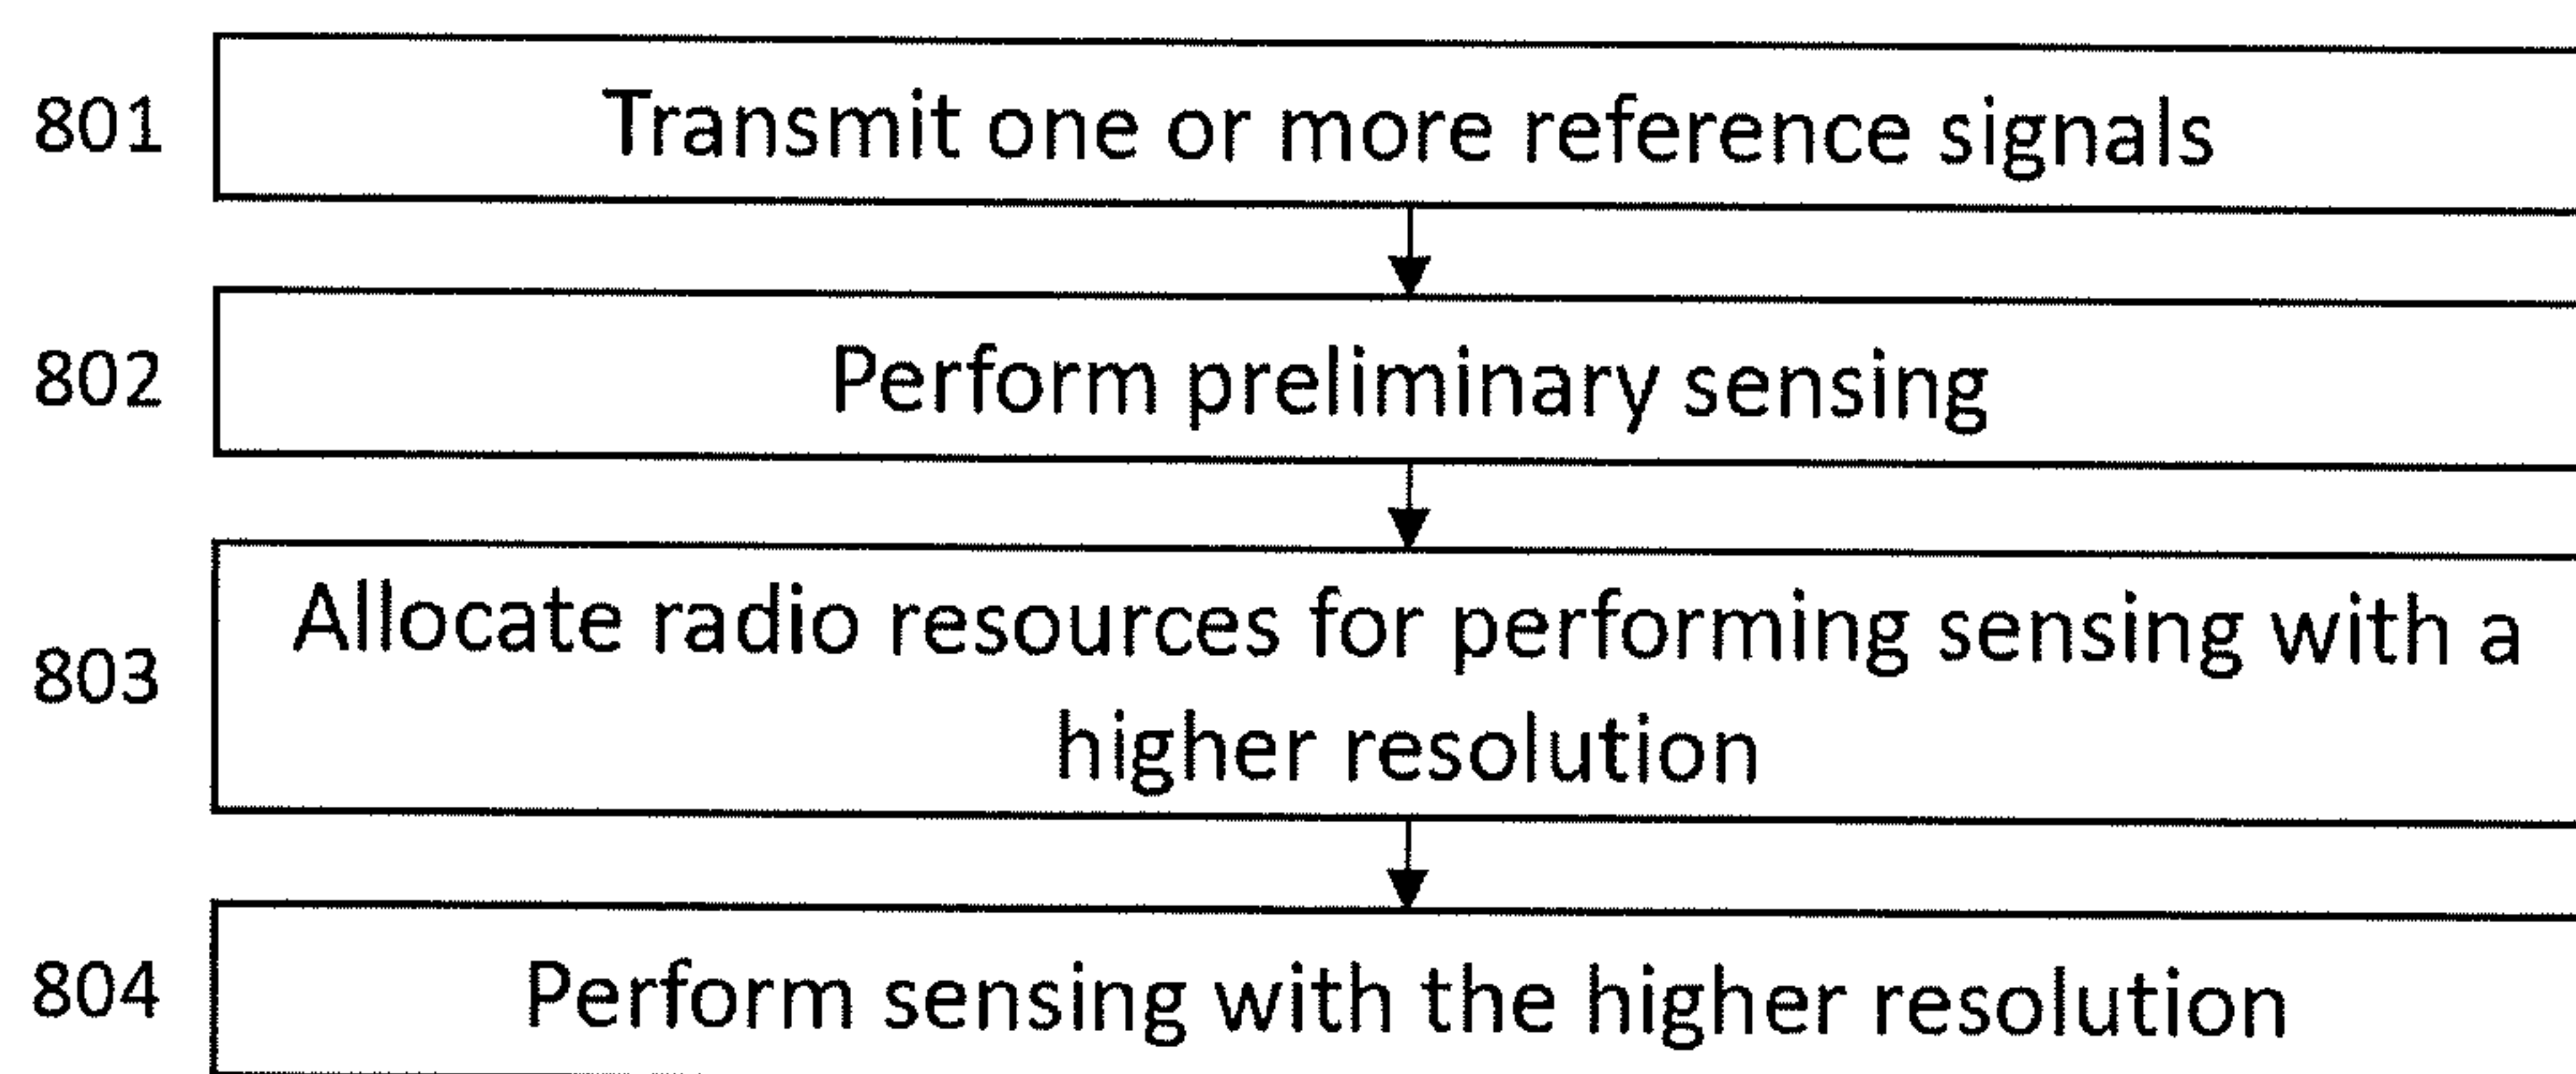 801 Transmit one or more reference signals
802 Perform preliminary sensing
Allocate radio resources for performing sensing with a
803
higher resolution
804 Perform sensing with the higher resolution